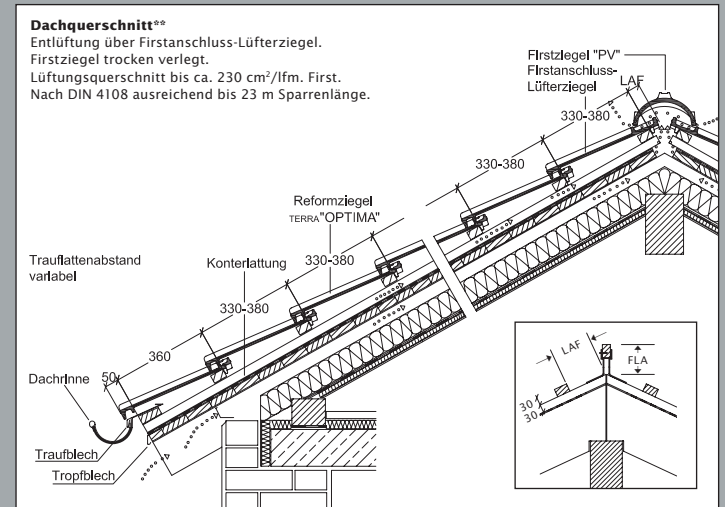 Dachquerschnitt**
Entlüftung über Firstanschluss-Lüfterziegel.
Firstziegel trocken verlegt.
Lüftungsquerschnitt bis ca. 230 cm²/lfm. First.
Nach DIN 4108 ausreichend bis 23 m Sparrenlänge.
Firstziegel "PV"
Firstanschluss-
Lüfterziegel
LAF
330-380
330-380
Reformziegel
TERRA"OPTIMA"
330-380
Trauflattenabstand
variabel
Konterlattung
330-380
360
50
Dachrinne
Traufblech
Tropfblech
LAF
FLA
30
30